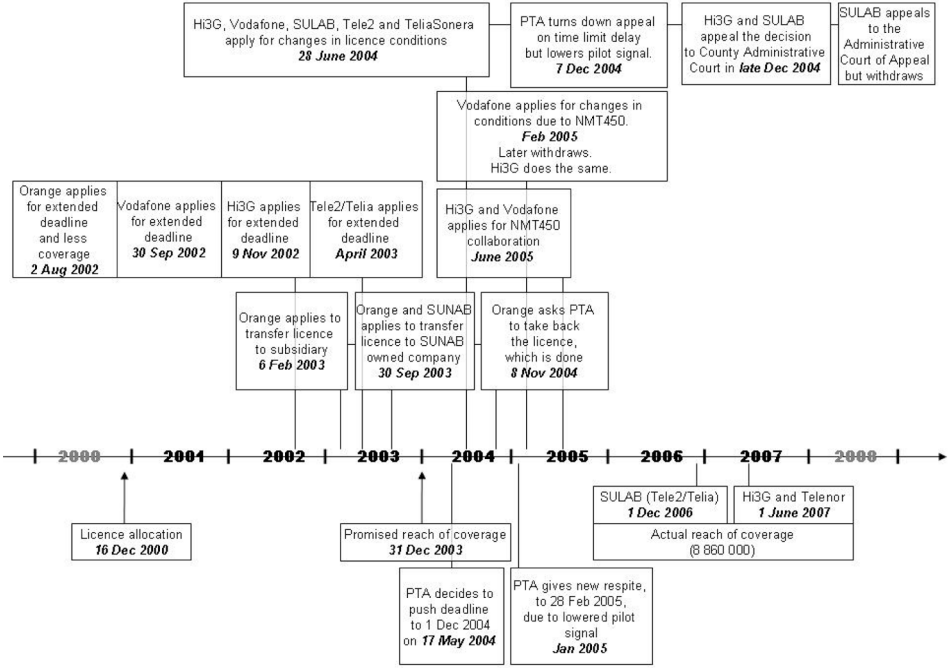 Hi3G, Vodafone, SULAB, Tele2 and TeliaSonera
apply for changes in licence conditions
28 June 2004
PTA turns down appeal
on time limit delay
but lowers pilot signal.
7 Dec 2004
Hi3G and SULAB
appeal the decision
to County Administrative
Court in late Dec 2004
SULAB appeals
to the
Administrative
Court of Appeal
but withdraws
Vodafone applies for changes in
conditions due to NMT450.
Feb 2005
Later withdraws.
Hi3G does the same.
Orange applies
for extended
deadline
and less
coverage
2 Aug 2002
Vodafone applies
for extended
deadline
30 Sep 2002
Hi3G applies
for extended
deadline
9 Nov 2002
Tele2/Telia applies
for extended
deadline
April 2003
Hi3G and Vodafone
applies for NMT450
collaboration
June 2005
Orange applies to
transfer licence
to subsidiary
6 Feb 2003
Orange and SUNAB
applies to transfer
licence to SUNAB
owned company
30 Sep 2003
Orange asks PTA
to take back
the licence,
which is done
8 Nov 2004
2000 2001 2002 2003 2004 2005 2006 2007 2008
Licence allocation
16 Dec 2000
Promised reach of coverage
31 Dec 2003
SULAB (Tele2/Telia)
1 Dec 2006
Hi3G and Telenor
1 June 2007
Actual reach of coverage
(8 860 000)
PTA decides to
push deadline
to 1 Dec 2004
on 17 May 2004
PTA gives new respite,
to 28 Feb 2005,
due to lowered pilot
signal
Jan 2005